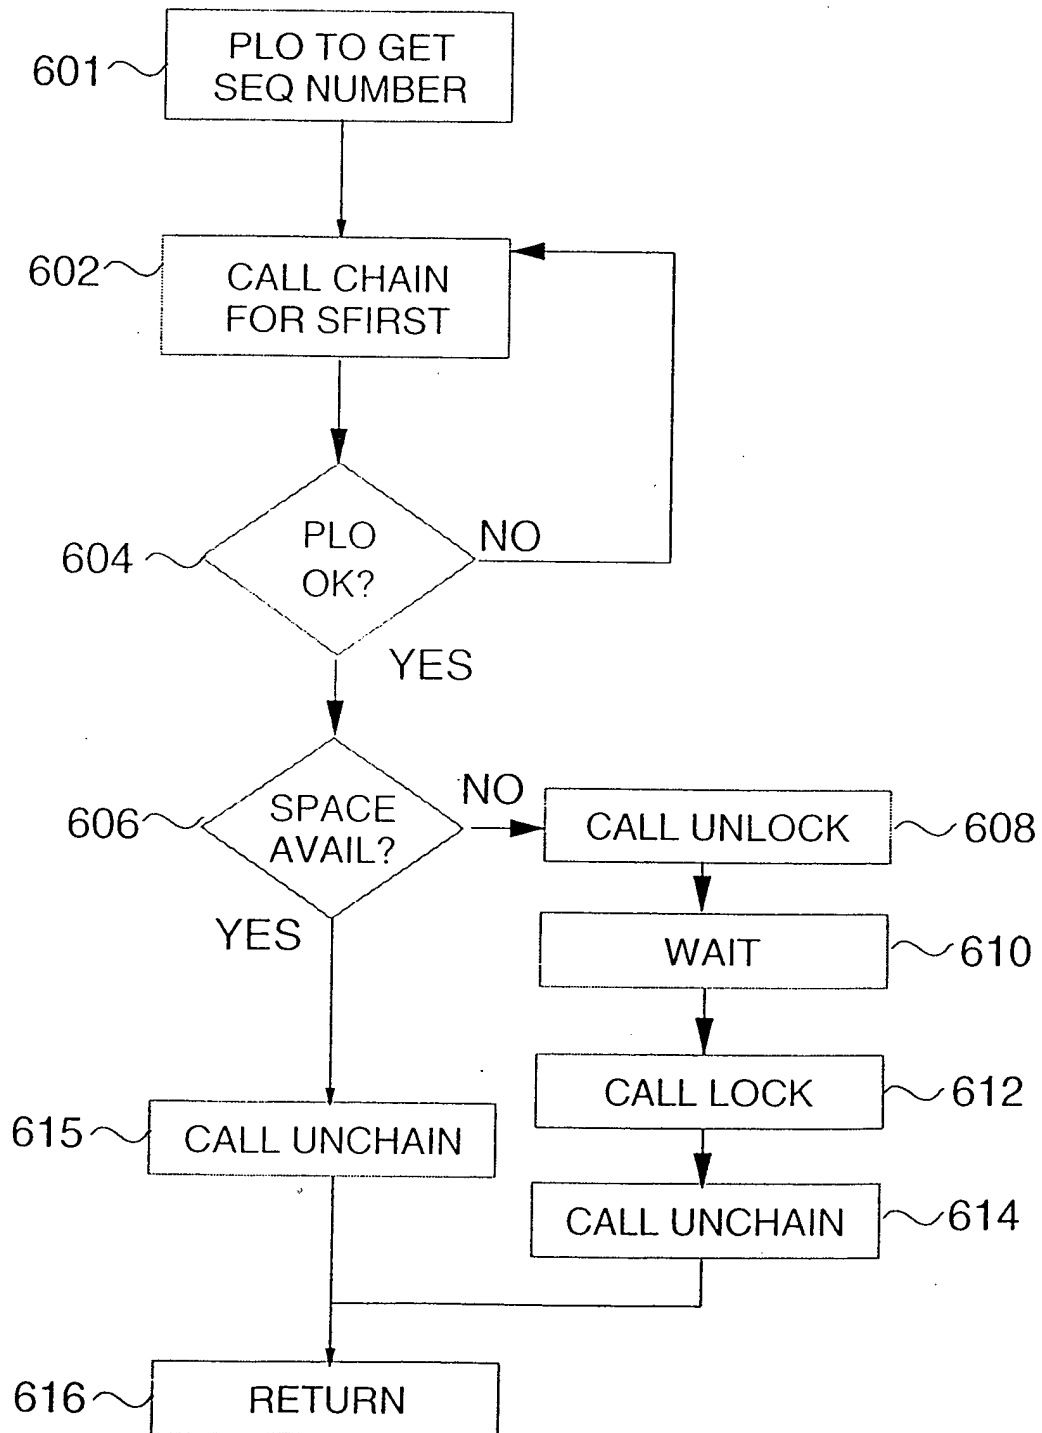 601
PLO TO GET
SEQ NUMBER
602
CALL CHAIN
FOR SFIRST
604
PLO
OK?
NO
YES
606
SPACE
AVAIL?
NO
YES
CALL UNLOCK
608
WAIT
610
CALL LOCK
612
615
CALL UNCHAIN
CALL UNCHAIN
614
616
RETURN